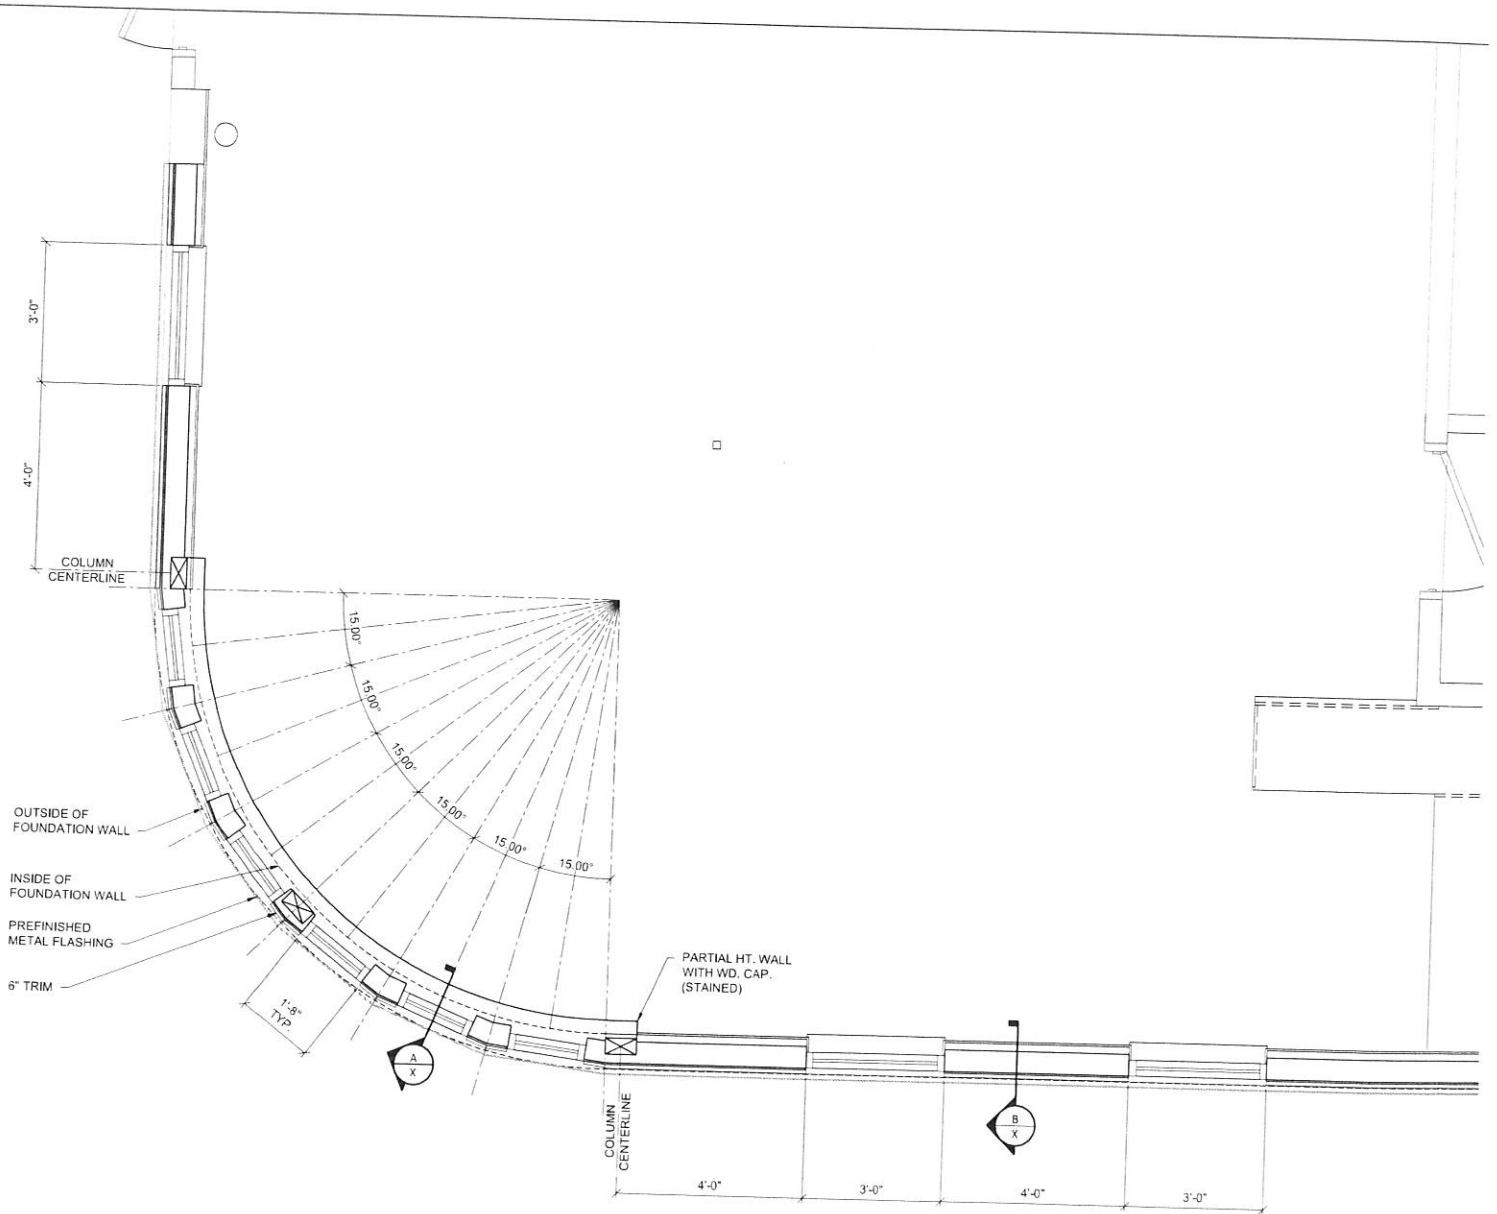 3'-0"
4'-0"
COLUMN
CENTERLINE
15.00°
15.00°
15.00°
15.00°
15.00°
15.00°
OUTSIDE OF
FOUNDATION WALL
INSIDE OF
FOUNDATION WALL
PREFINISHED
METAL FLASHING
6" TRIM
1'-8"
TYP.
A
X
PARTIAL HT. WALL
WITH WD. CAP.
(STAINED)
B
X
COLUMN
CENTERLINE
4'-0"
3'-0"
4'-0"
3'-0"